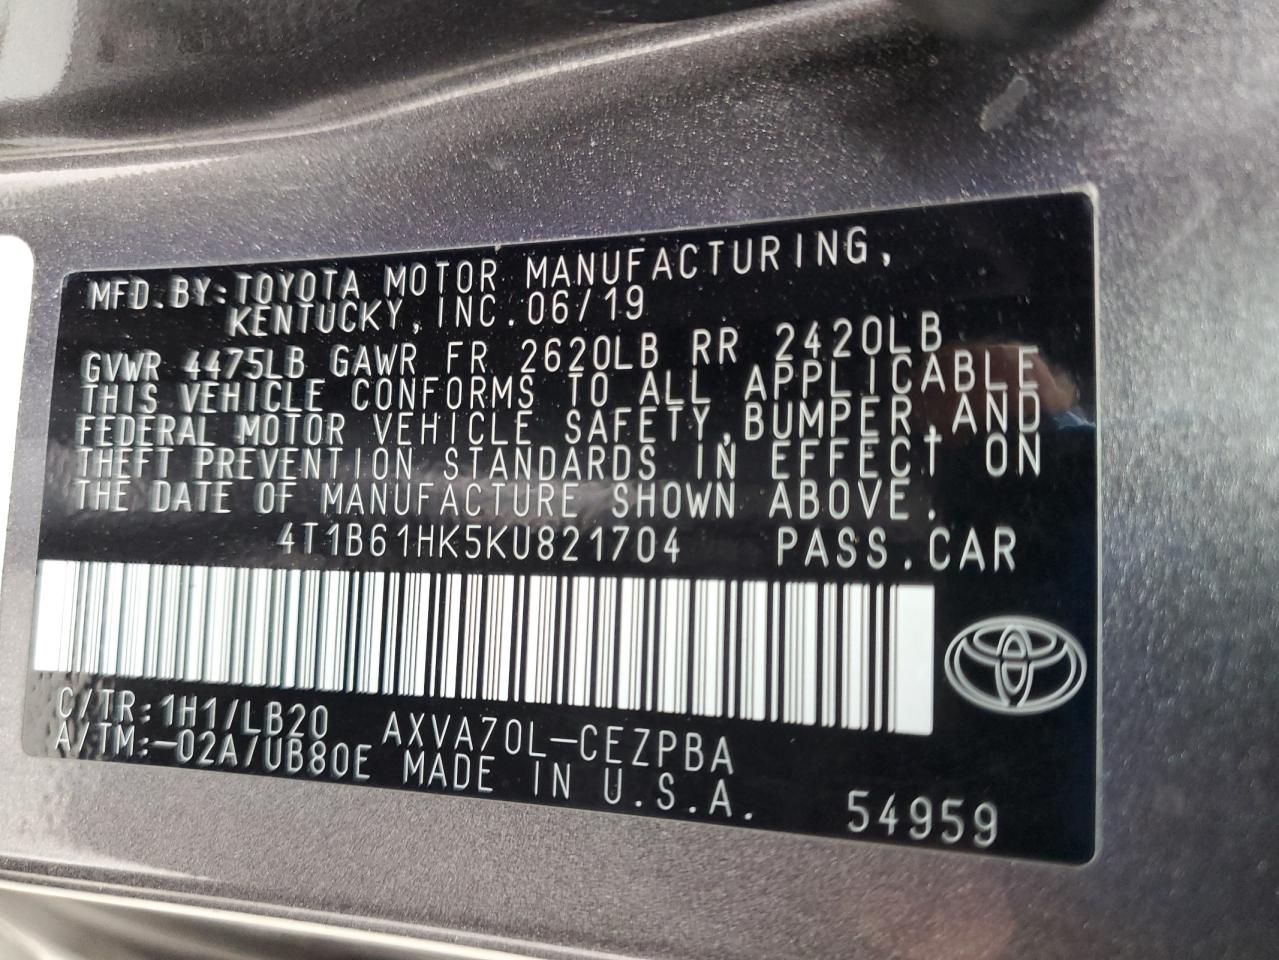 MFD.BY:TOYOTA MOTOR MANUFACTURING,
KENTUCKY,INC.06/19
GVWR 4475LB GAWR FR 2620LB RR 2420LB
THIS VEHICLE CONFORMS TO ALL APPLICABLE
FEDERAL MOTOR VEHICLE SAFETY,BUMPER,AND
THEFT PREVENTION STANDARDS IN EFFECT ON
THE DATE OF MANUFACTURE SHOWN ABOVE.
4T1B61HK5KU821704 PASS.CAR
C/TR:1H1/LB20 AXVA70L-CEZPBA
A/TM:-02A/UB80E MADE IN U.S.A.
54959